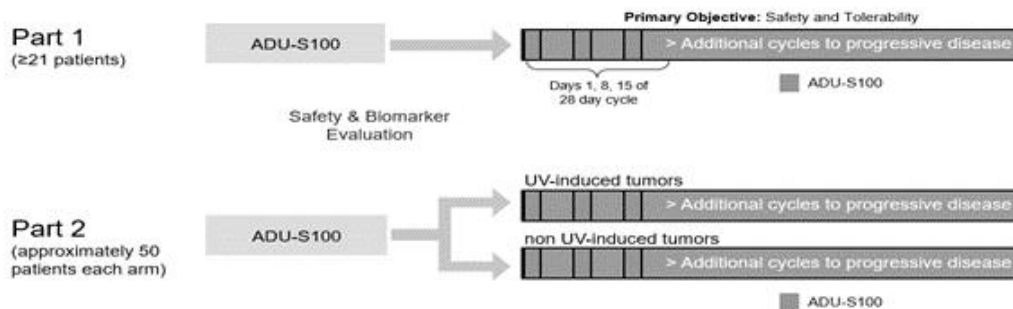 Primary Objective: Safety and Tolerability
Part 1
(≥21 patients)
ADU-S100
> Additional cycles to progressive disease
Days 1, 8, 15 of
28 day cycle
ADU-S100
Safety & Biomarker
Evaluation
UV-induced tumors
> Additional cycles to progressive disease
Part 2
(approximately 50
patients each arm)
ADU-S100
non UV-induced tumors
> Additional cycles to progressive disease
ADU-S100